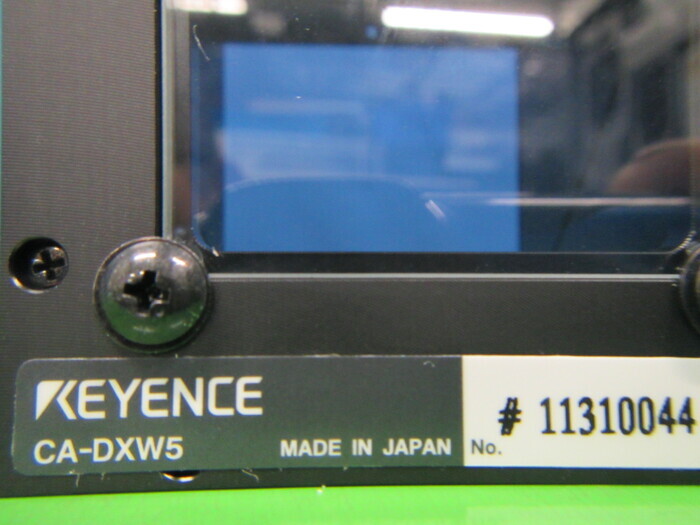 KEYENCE
CA-DXW5
MADE IN JAPAN
No.
# 11310044